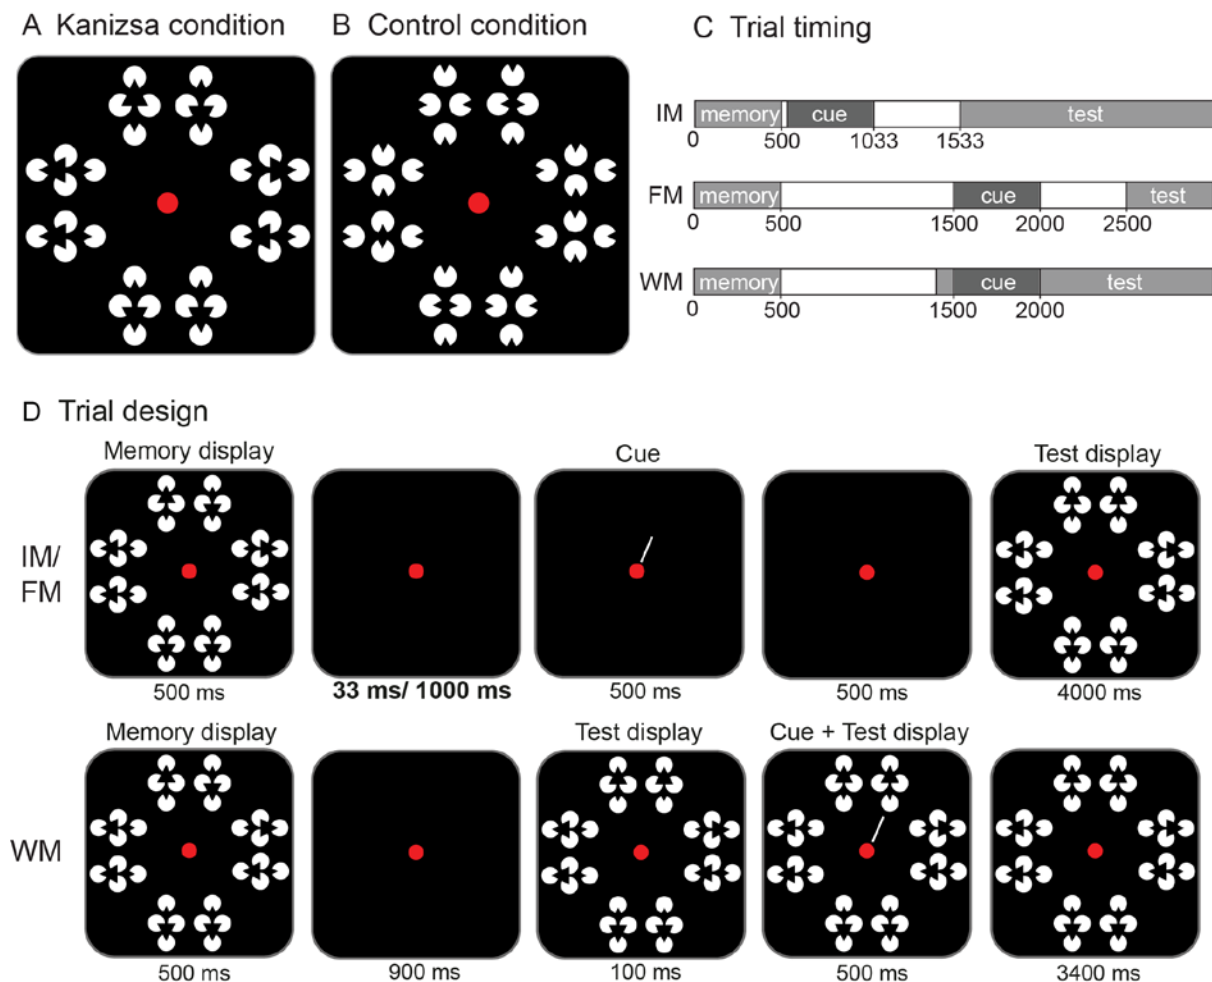 A Kanizsa condition
B Control condition
C Trial timing
IM memory cue test
0 500 1033 1533
FM memory cue test
0 500 1500 2000 2500
WM memory cue test
0 500 1500 2000
D Trial design
Memory display Cue Test display
IM/
FM
500 ms 33 ms/ 1000 ms 500 ms 500 ms 4000 ms
Memory display Test display Cue + Test display
WM
500 ms 900 ms 100 ms 500 ms 3400 ms